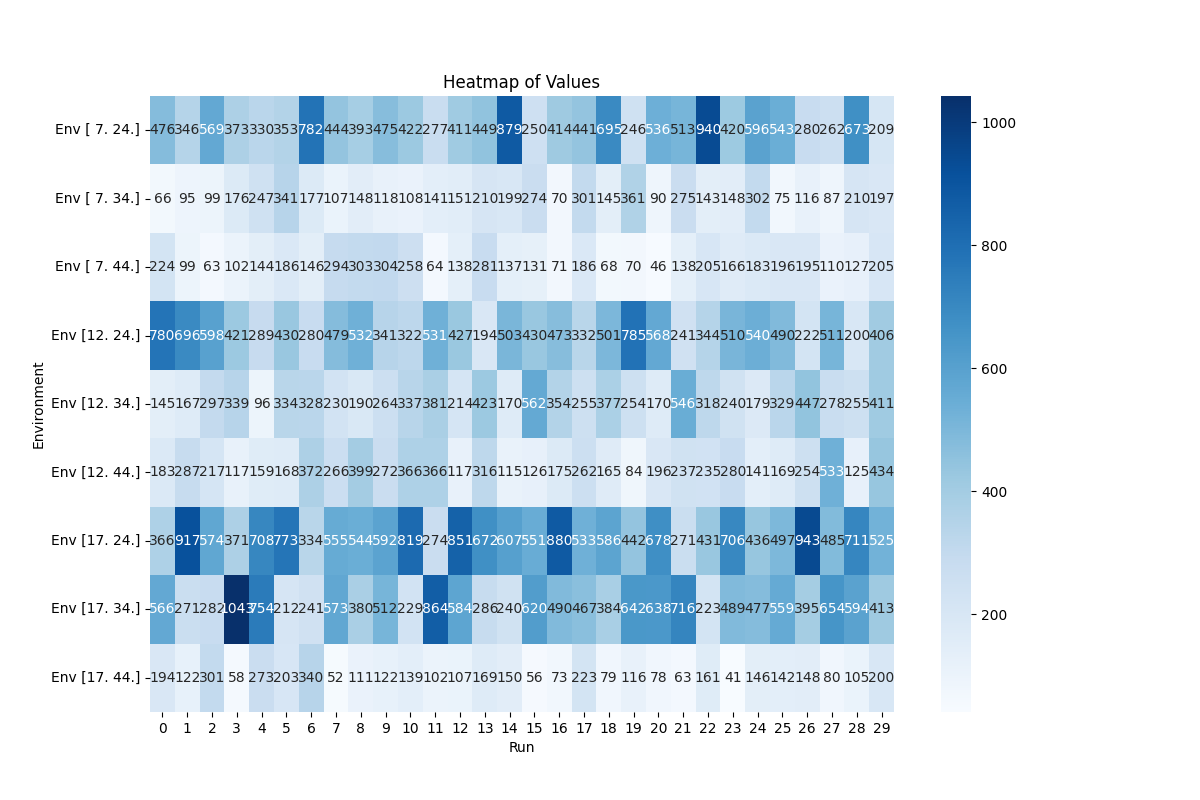 Heatmap of Values
Env [ 7. 24.] 476 346 569 373 330 353 782 444 393 475 422 277 411 449 879 250 414 441 695 246 536 513 940 420 596 543 280 262 673 209
Env [ 7. 34.] 66 95 99 176 247 341 177 107 148 118 108 141 151 210 199 274 70 301 145 361 90 275 143 148 302 75 116 87 210 197
Env [ 7. 44.] 224 99 63 102 144 186 146 294 303 304 258 64 138 281 137 131 71 186 68 70 46 138 205 166 183 196 195 110 127 205
Env [12. 24.] 780 696 598 421 289 430 280 479 532 341 322 531 427 194 503 430 473 332 501 785 568 241 344 510 540 490 222 511 200 406
Env [12. 34.] 145 167 297 339 96 334 328 230 190 264 337 381 214 423 170 562 354 255 377 254 170 546 318 240 179 329 447 278 255 411
Env [12. 44.] 183 287 217 117 159 168 372 266 399 272 366 366 117 316 115 126 175 262 165 84 196 237 235 280 141 169 254 533 125 434
Env [17. 24.] 366 917 574 371 708 773 334 555 544 592 819 274 851 672 607 551 880 533 586 442 678 271 431 706 436 497 943 485 711 525
Env [17. 34.] 566 271 282 1043 754 212 241 573 380 512 229 864 584 286 240 620 490 467 384 642 638 716 223 489 477 559 395 654 594 413
Env [17. 44.] 194 122 301 58 273 203 340 52 111 122 139 102 107 169 150 56 73 223 79 116 78 63 161 41 146 142 148 80 105 200
0 1 2 3 4 5 6 7 8 9 10 11 12 13 14 15 16 17 18 19 20 21 22 23 24 25 26 27 28 29
Run
Environment
1000
800
600
400
200